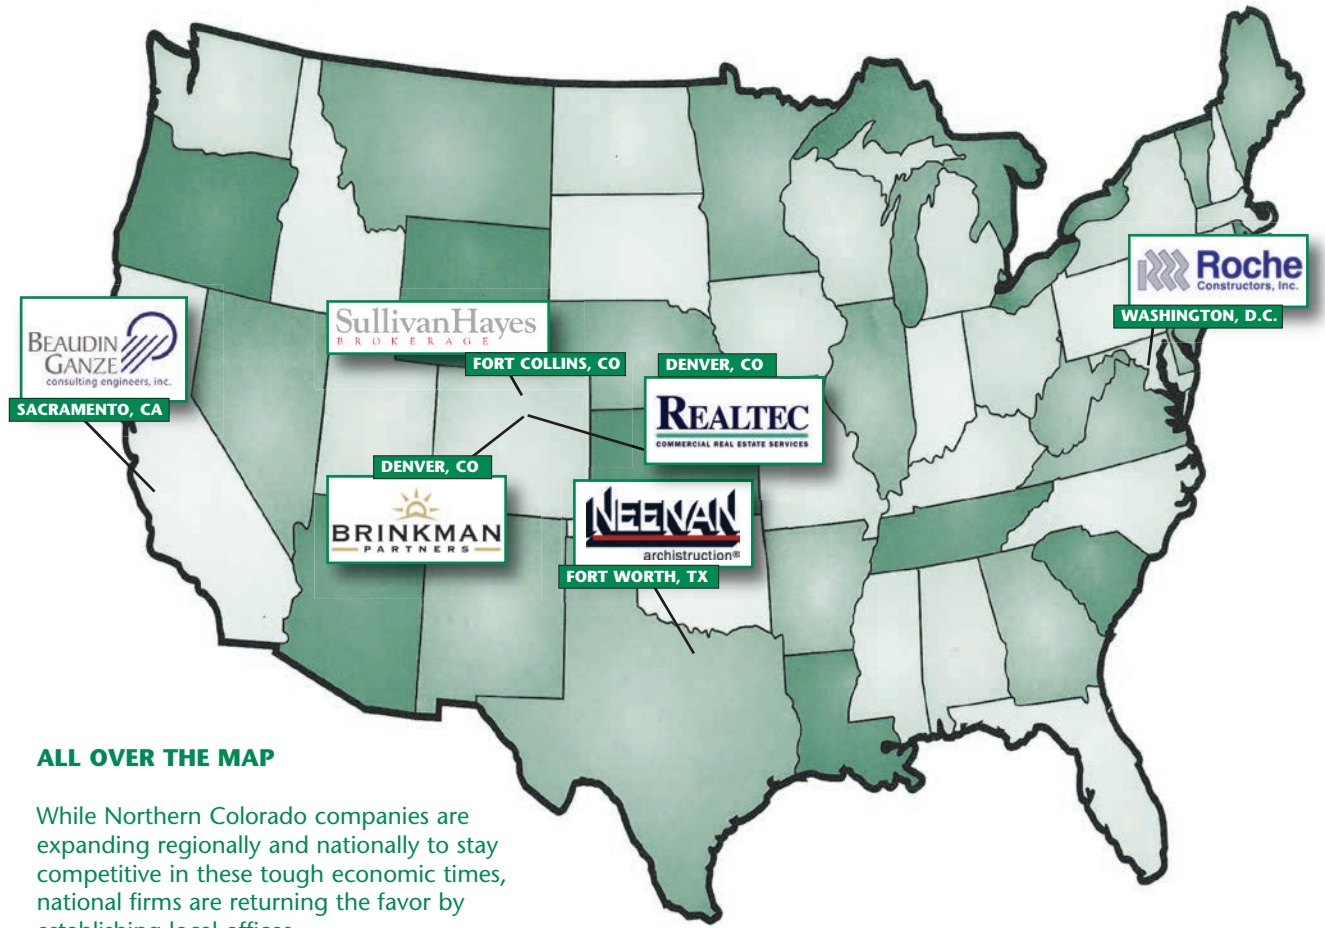 Roche
Constructors, Inc.
WASHINGTON, D.C.
BEAUDIN
GANZE
consulting engineers, inc.
SACRAMENTO, CA
SullivanHayes
BROKERAGE
FORT COLLINS, CO
DENVER, CO
REALTEC
COMMERCIAL REAL ESTATE SERVICES
DENVER, CO
BRINKMAN
PARTNERS
NEENAN
archistruction®
FORT WORTH, TX
ALL OVER THE MAP
While Northern Colorado companies are
expanding regionally and nationally to stay
competitive in these tough economic times,
national firms are returning the favor by
establishing local offices